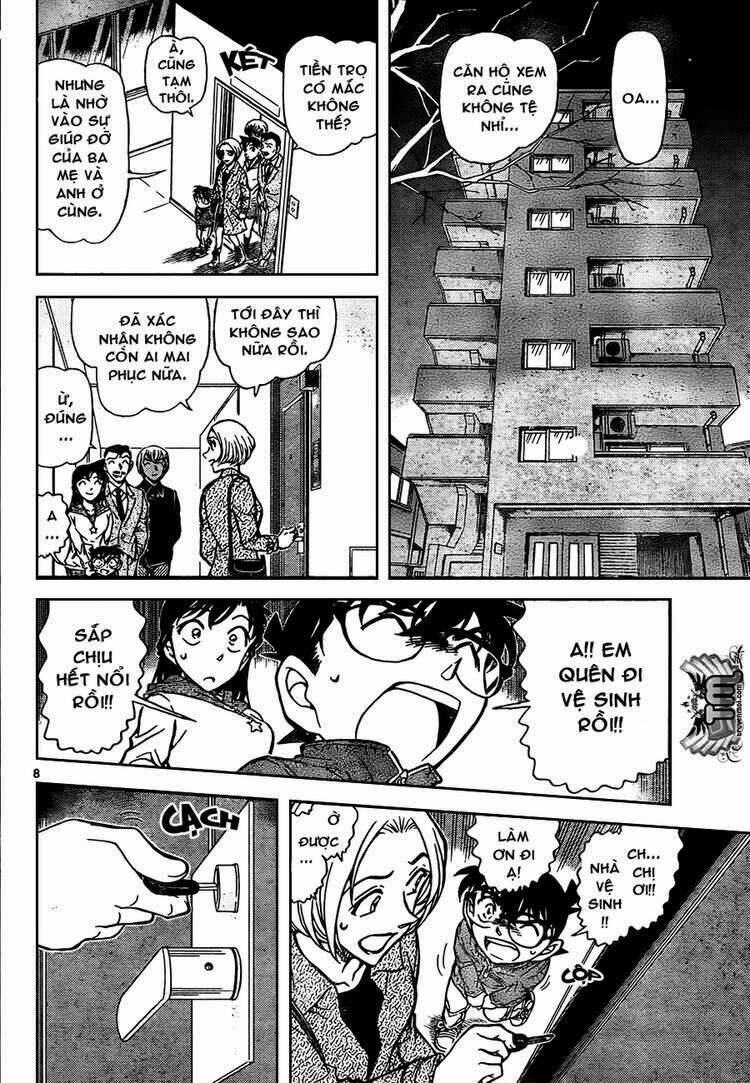 OA...
CĂN HỘ XEM
RA CŨNG
KHÔNG TỆ
NHỈ...
TIỀN TRỌ
CÓ MẮC
KHÔNG
THẾ?
KÉT
À,
CŨNG
TẠM
THÔI.
NHƯNG
LÀ NHỜ
VÀO SỰ
GIÚP ĐỠ
CỦA BA
MẸ VÀ
ANH Ở
CÙNG.
TỚI ĐÂY THÌ
KHÔNG SAO
NỮA RỒI.
ĐÃ XÁC
NHẬN KHÔNG
CÒN AI MAI
PHỤC NỮA.
Ừ,
ĐÚNG
...
A
...
A!! EM
QUÊN ĐI
VỆ SINH
RỒI!!
SẮP
CHỊU
HẾT NỔI
RỒI!!
TM
truyenmoi.com
8
CH...
CHỊ
ƠI!!
NHÀ
VỆ
SINH
!!
LÀM
ƠN ĐI
Ạ!
CỘP
Ờ
ĐƯỢC
...
CẠCH